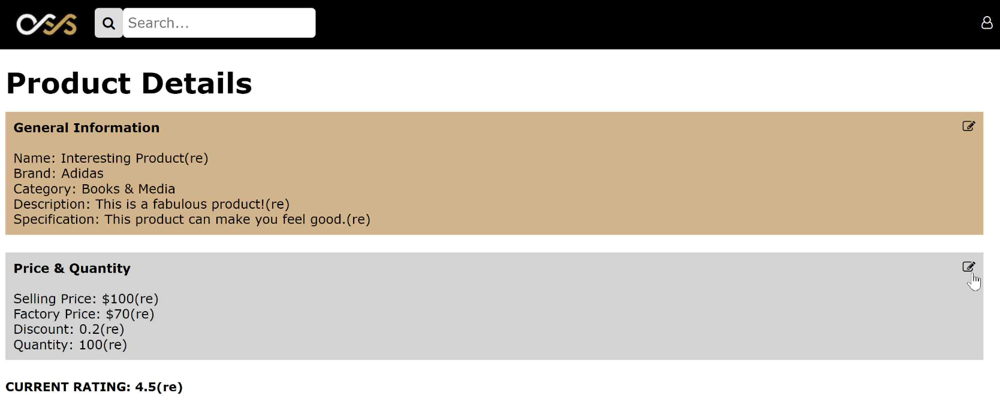 OSS
Search...
Product Details
General Information
Name: Interesting Product(re)
Brand: Adidas
Category: Books & Media
Description: This is a fabulous product!(re)
Specification: This product can make you feel good.(re)
Price & Quantity
Selling Price: $100(re)
Factory Price: $70(re)
Discount: 0.2(re)
Quantity: 100(re)
CURRENT RATING: 4.5(re)